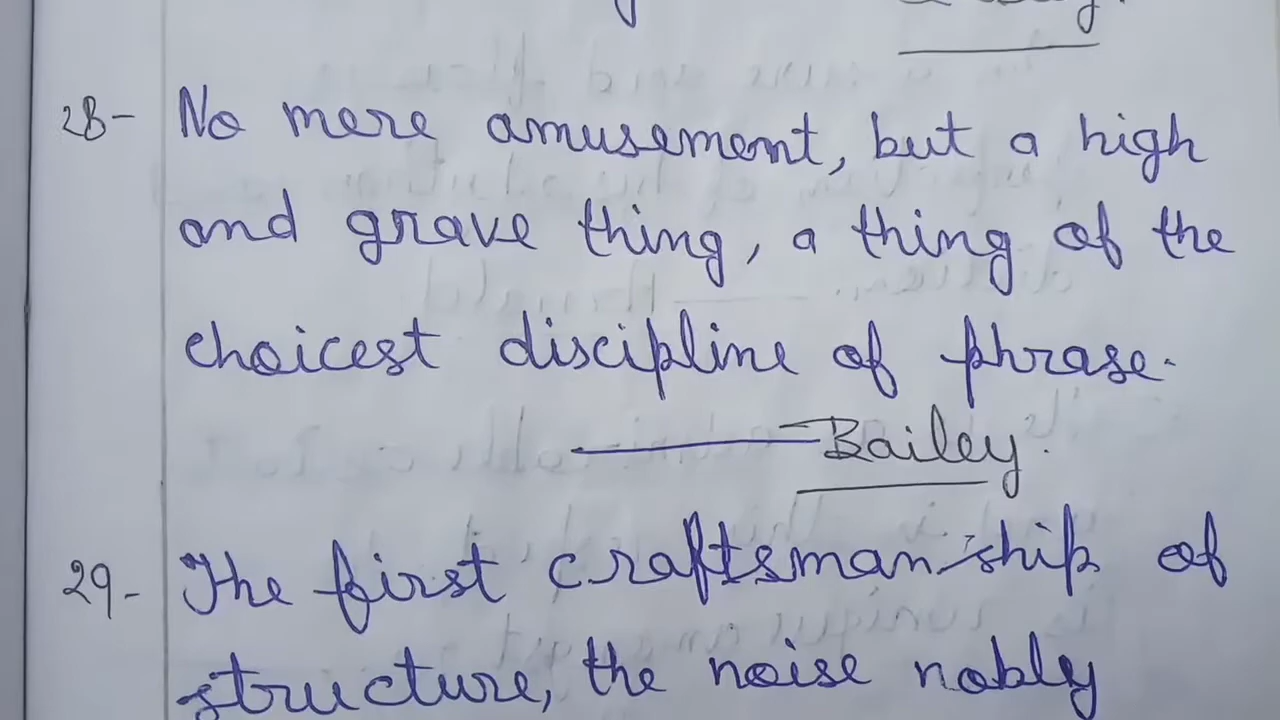 28- No mere amusement, but a high
and grave thing, a thing of the
choicest discipline of phrase.
— Bailey.
29- The first craftsmanship of
structure, the noise nobly